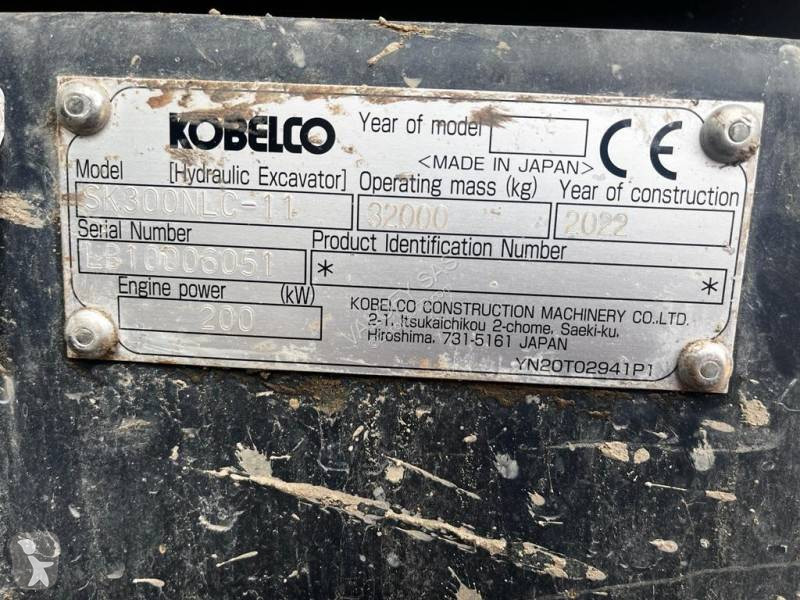 KOBELCO
Year of model
<MADE IN JAPAN>
CE
Model [Hydraulic Excavator]
SK300NLC-11
Operating mass (kg)
32000
Year of construction
2022
Serial Number
LB10006051
Product Identification Number
* *
Engine power (kW)
200
KOBELCO CONSTRUCTION MACHINERY CO.,LTD.
2-1, Itsukaichikou 2-chome, Saeki-ku,
Hiroshima, 731-5161 JAPAN
YN20T02941P1